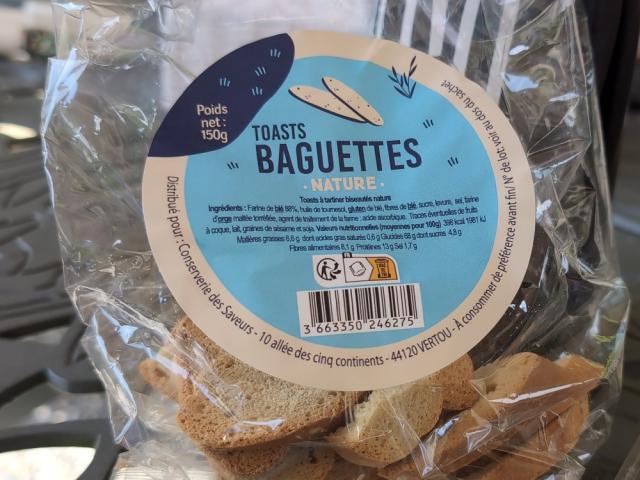 Poids
net :
150g
TOASTS
BAGUETTES
· NATURE ·
Toasts à tartiner biseautés nature
Ingrédients : Farine de blé 88%, huile de tournesol, gluten de blé, fibres de blé, sucre, levure, sel, farine
d'orge maltée torréfiée, agent de traitement de la farine : acide ascorbique. Traces éventuelles de fruits
à coque, lait, graines de sésame et soja. Valeurs nutritionnelles (moyennes pour 100g). 398 kcal 1981 kJ
Matières grasses 6,6 g dont acides gras saturés 0,6 g Glucides 68 g dont sucres 4,8 g
Fibres alimentaires 8,1 g Protéines 13 g Sel 1,7 g
FR
3 663350 246275
Distribué pour : Conserverie des Saveurs - 10 allée des cinq continents - 44120 VERTOU - À consommer de préférence avant fin/ N° de lot: voir au dos du sachet